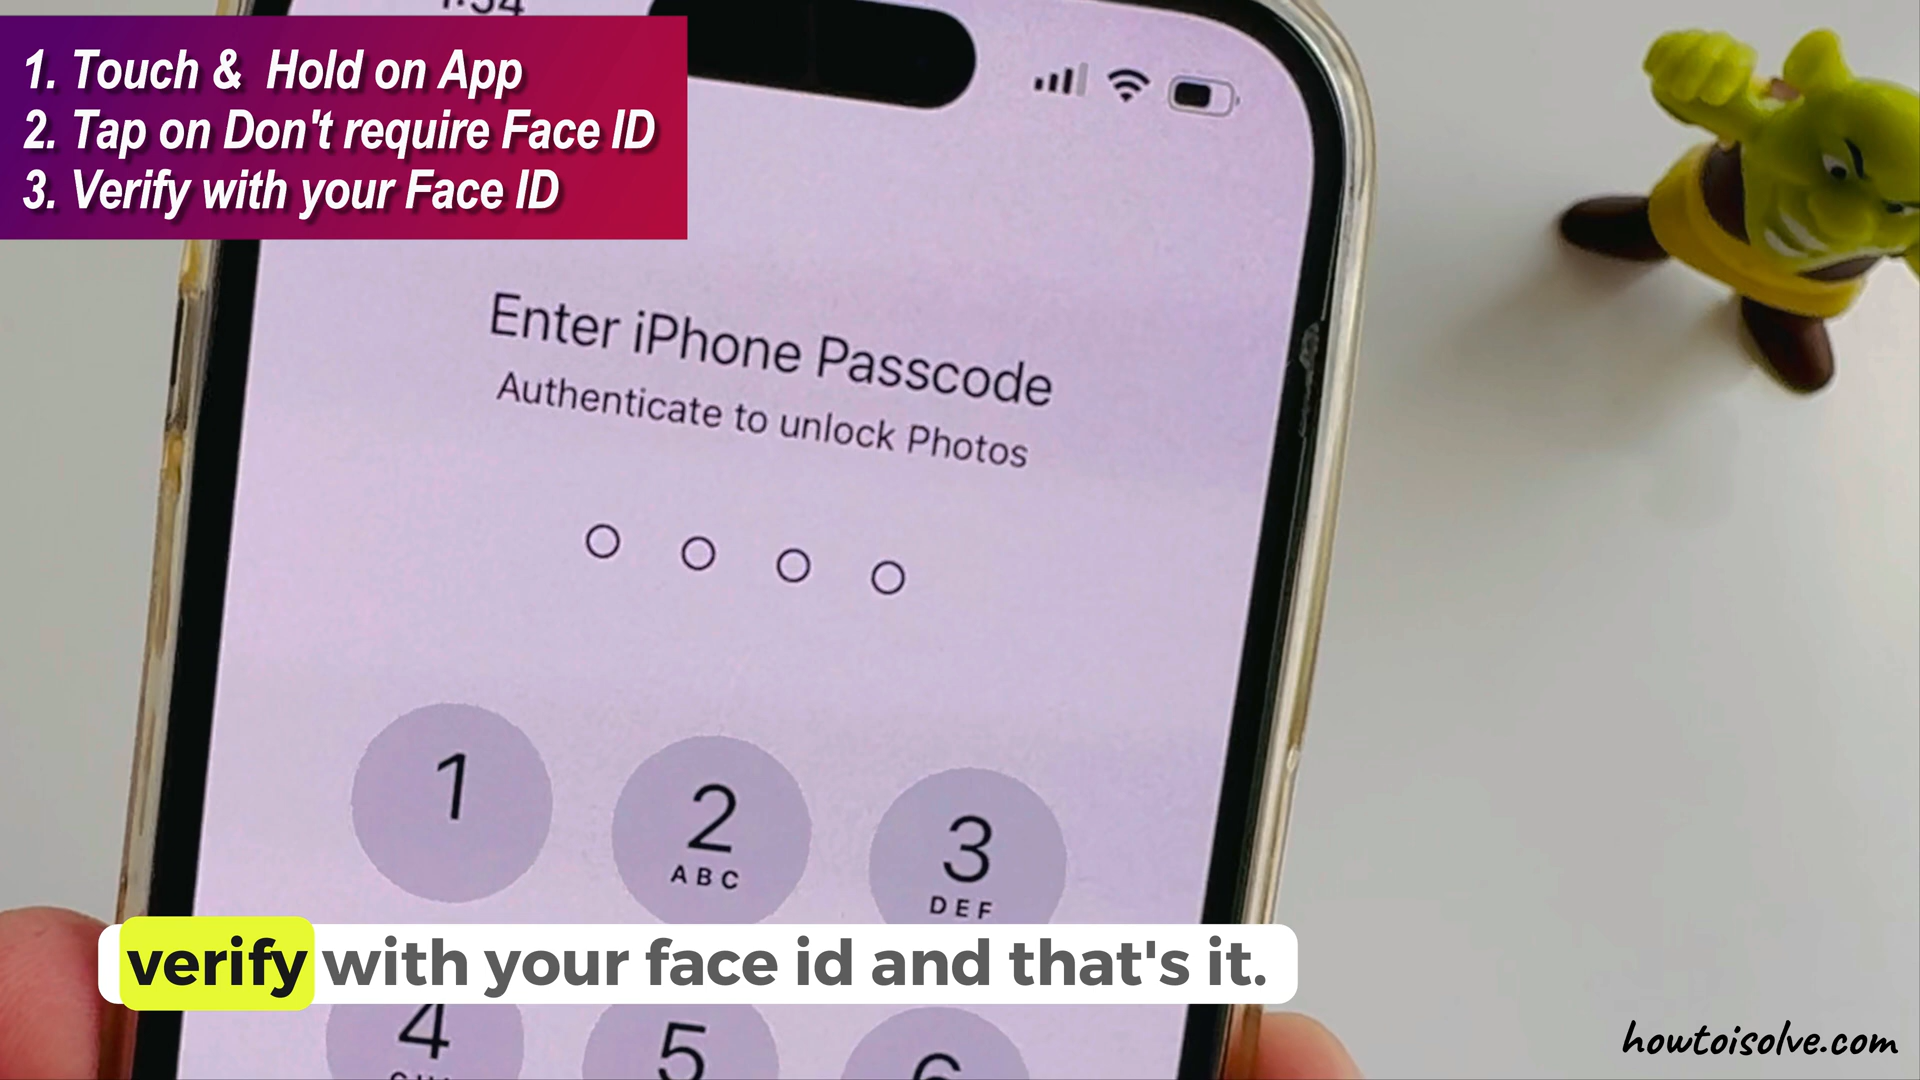 1. Touch &  Hold on App
2. Tap on Don't require Face ID
3. Verify with your Face ID
Enter iPhone Passcode
Authenticate to unlock Photos
1
2
ABC
3
DEF
verify with your face id and that's it.
4
5
howtoisolve.com